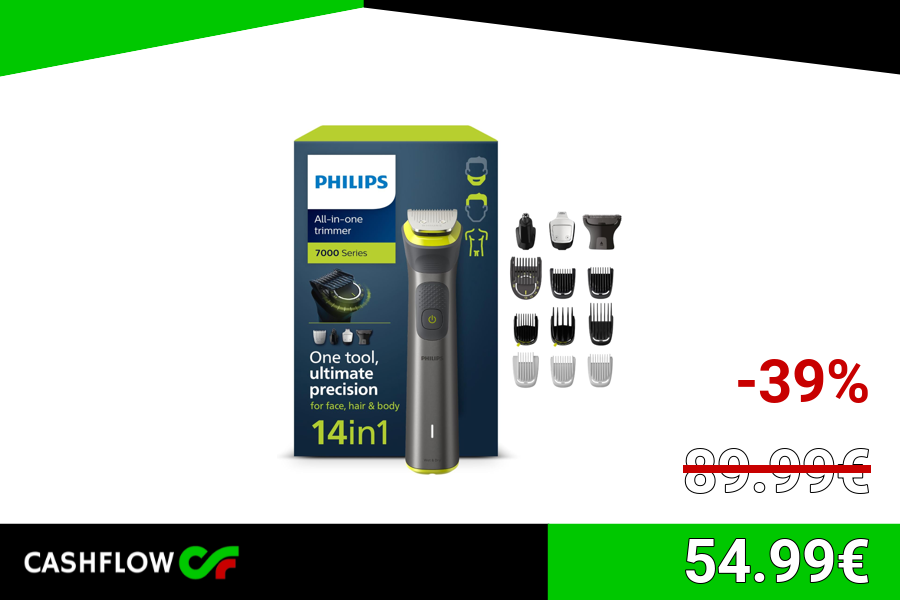 PHILIPS
All-in-one
trimmer
7000 Series
One tool,
ultimate
precision
for face, hair & body
14in1
PHILIPS
-39%
89.99€
CASHFLOW
54.99€